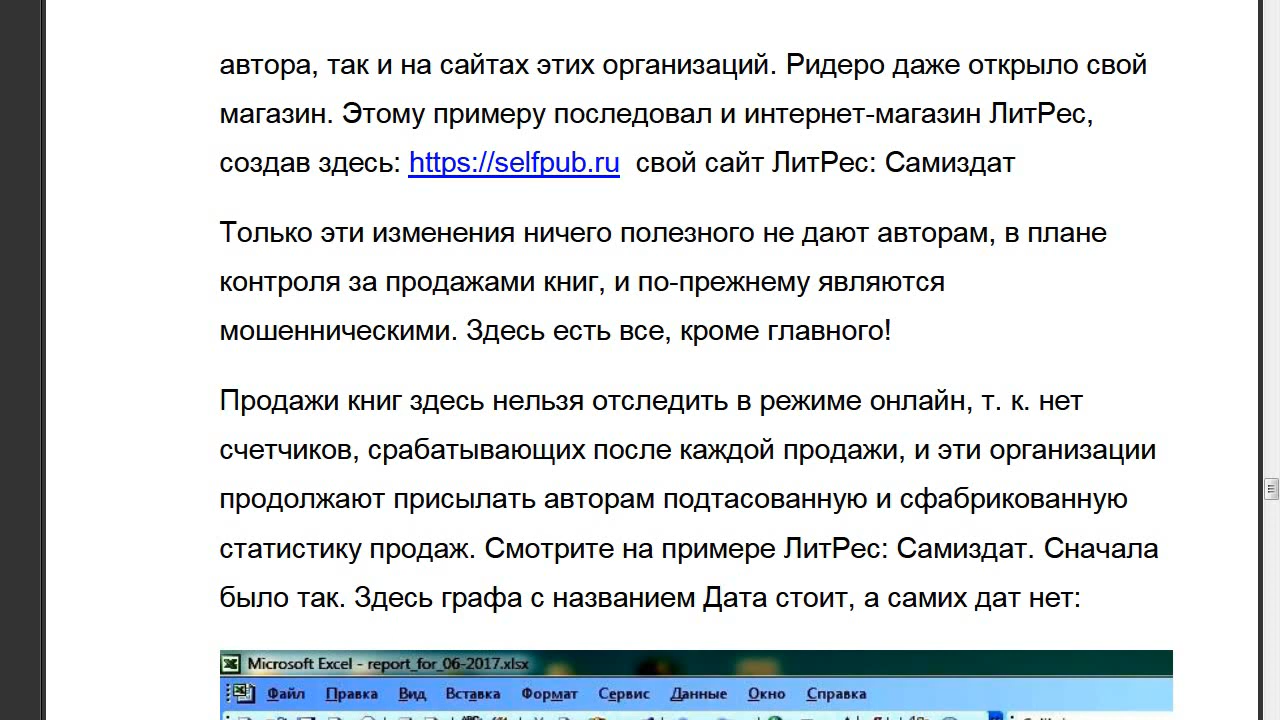 автора, так и на сайтах этих организаций. Ридеро даже открыло свой
магазин. Этому примеру последовал и интернет-магазин ЛитРес,
создав здесь: https://selfpub.ru свой сайт ЛитРес: Самиздат
Только эти изменения ничего полезного не дают авторам, в плане
контроля за продажами книг, и по-прежнему являются
мошенническими. Здесь есть все, кроме главного!
Продажи книг здесь нельзя отследить в режиме онлайн, т. к. нет
счетчиков, срабатывающих после каждой продажи, и эти организации
продолжают присылать авторам подтасованную и сфабрикованную
статистику продаж. Смотрите на примере ЛитРес: Самиздат. Сначала
было так. Здесь графа с названием Дата стоит, а самих дат нет:
Microsoft Excel - report_for_06-2017.xlsx
Файл Правка Вид Вставка Формат Сервис Данные Окно Справка